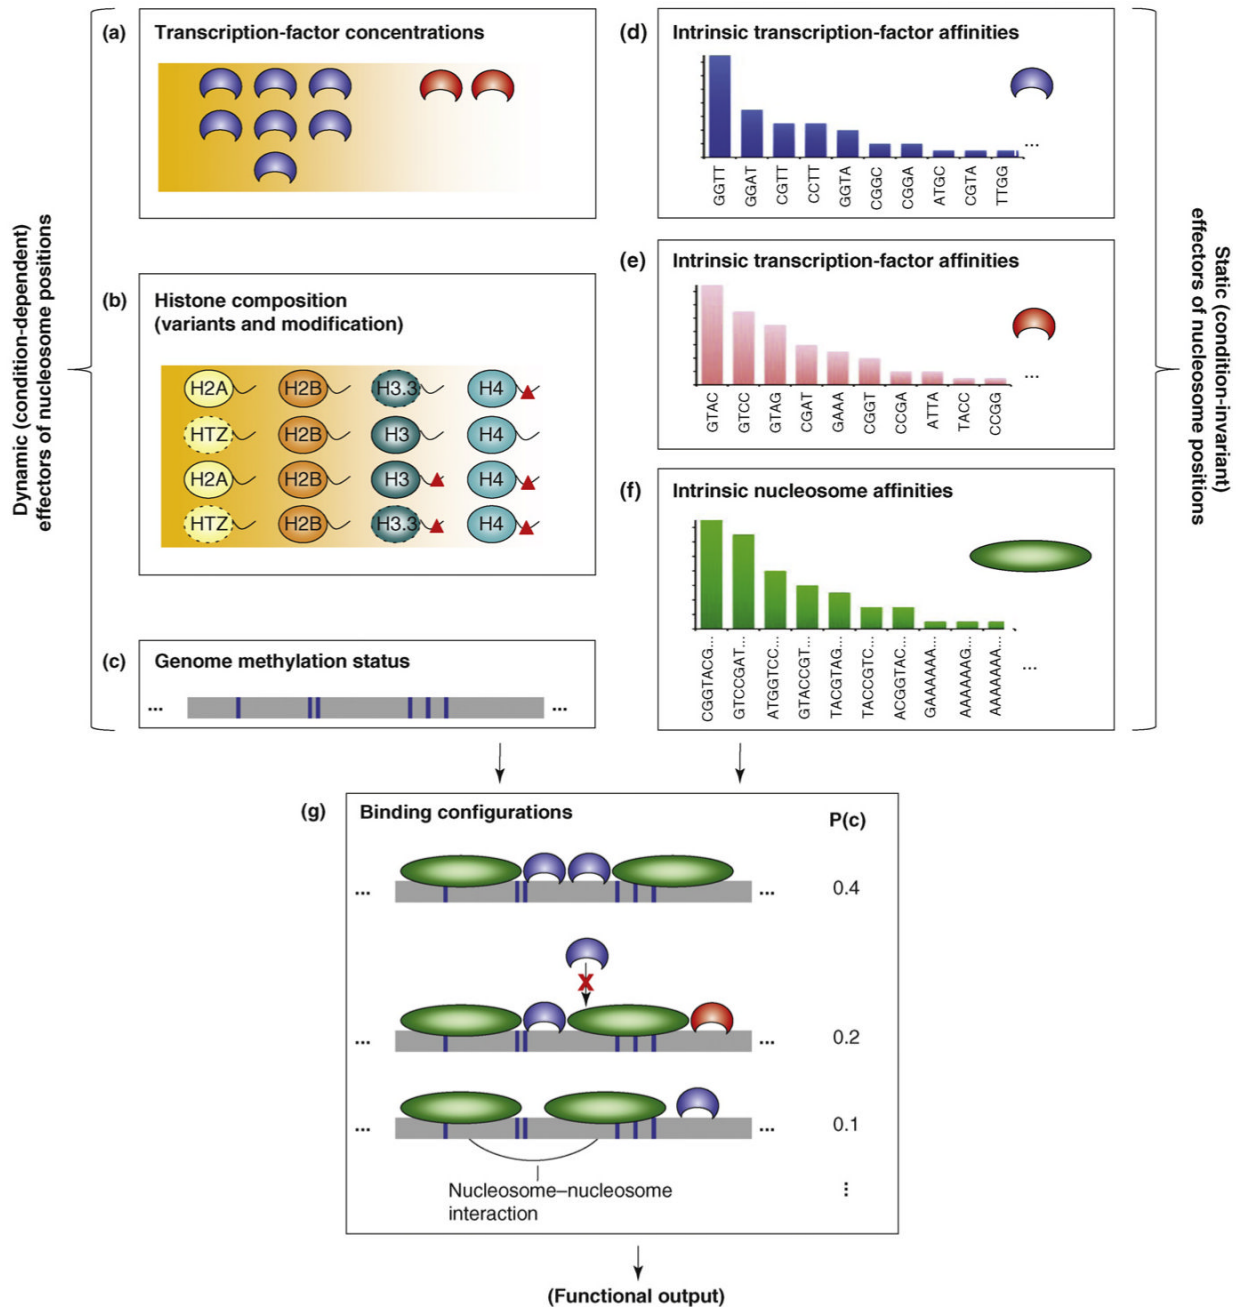 Dynamic (condition-dependent)
effectors of nucleosome positions
(a)
Transcription-factor concentrations
(b)
Histone composition
(variants and modification)
H2A H2B H3.3 H4
HTZ H2B H3 H4
H2A H2B H3 H4
HTZ H2B H3.3 H4
(c)
Genome methylation status
... ...
(d)
Intrinsic transcription-factor affinities
...
GGTT GGAT CGTT CCTT GGTA CGGC CGGA ATGC CGTA TTGG
(e)
Intrinsic transcription-factor affinities
...
GTAC GTCC GTAG CGAT GAAA CGGT CCGA ATTA TACC CCGG
(f)
Intrinsic nucleosome affinities
...
CGGTACG... GTCCGAT... ATGGTCC... GTACCGT... TACGTAG... TACCGTC... ACGGTAC... GAAAAAA... AAAAAAG... AAAAAAA...
Static (condition-invariant)
effectors of nucleosome positions
(g)
Binding configurations
P(c)
... ... 0.4
X
... ... 0.2
... ... 0.1
Nucleosome–nucleosome
interaction
...
(Functional output)